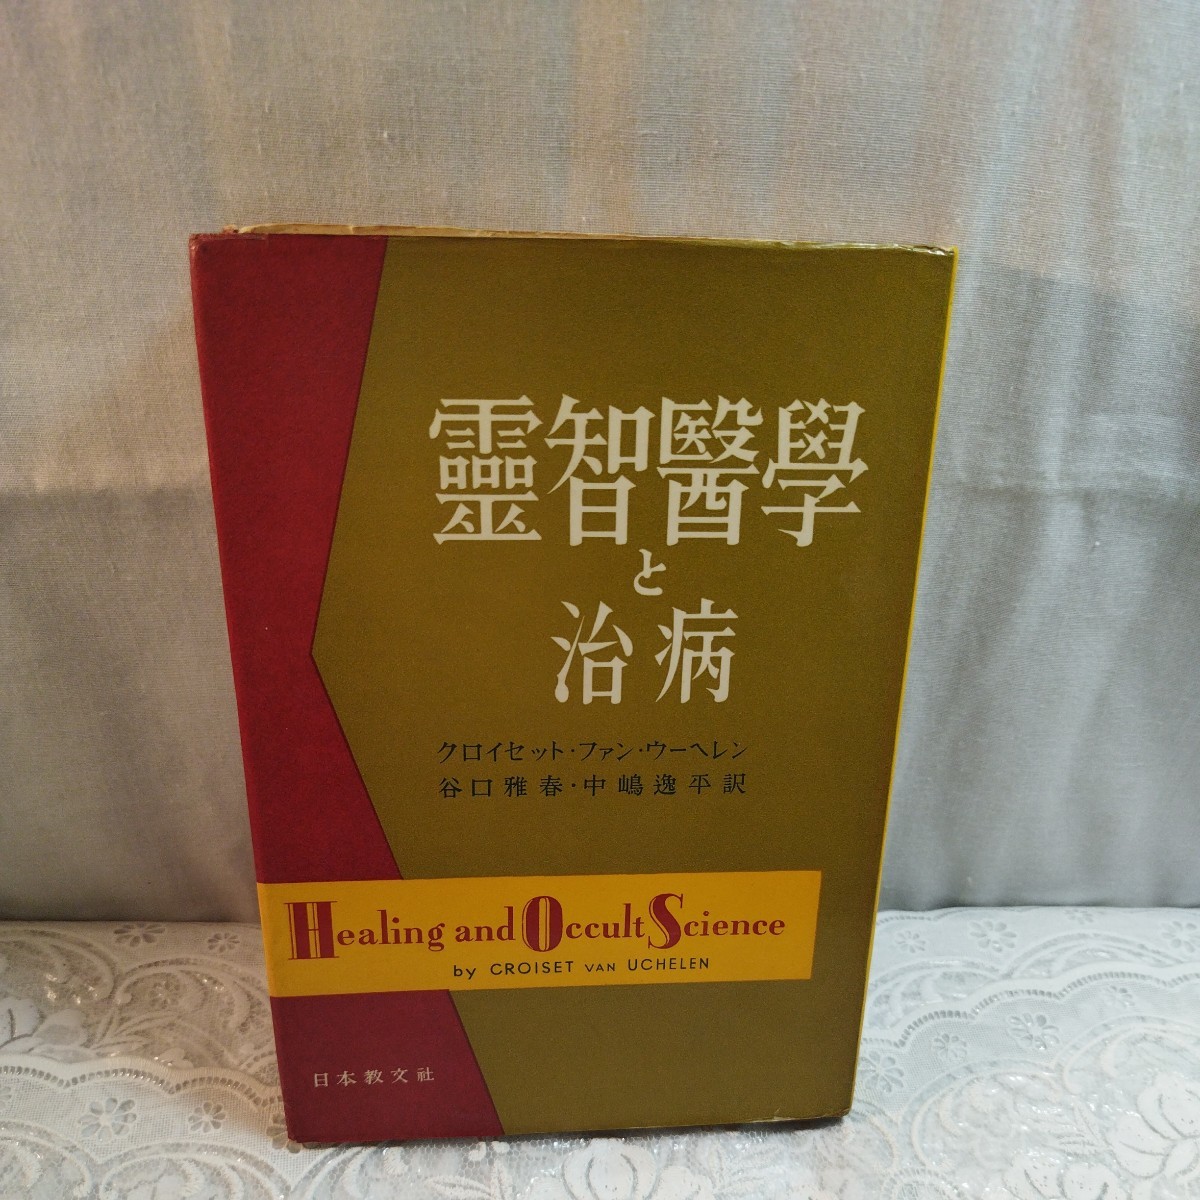 靈智醫學
と
治病
クロイセット・ファン・ウーヘレン
谷口雅春・中嶋逸平訳
Healing and Occult Science
by CROISET VAN UCHELEN
日本教文社